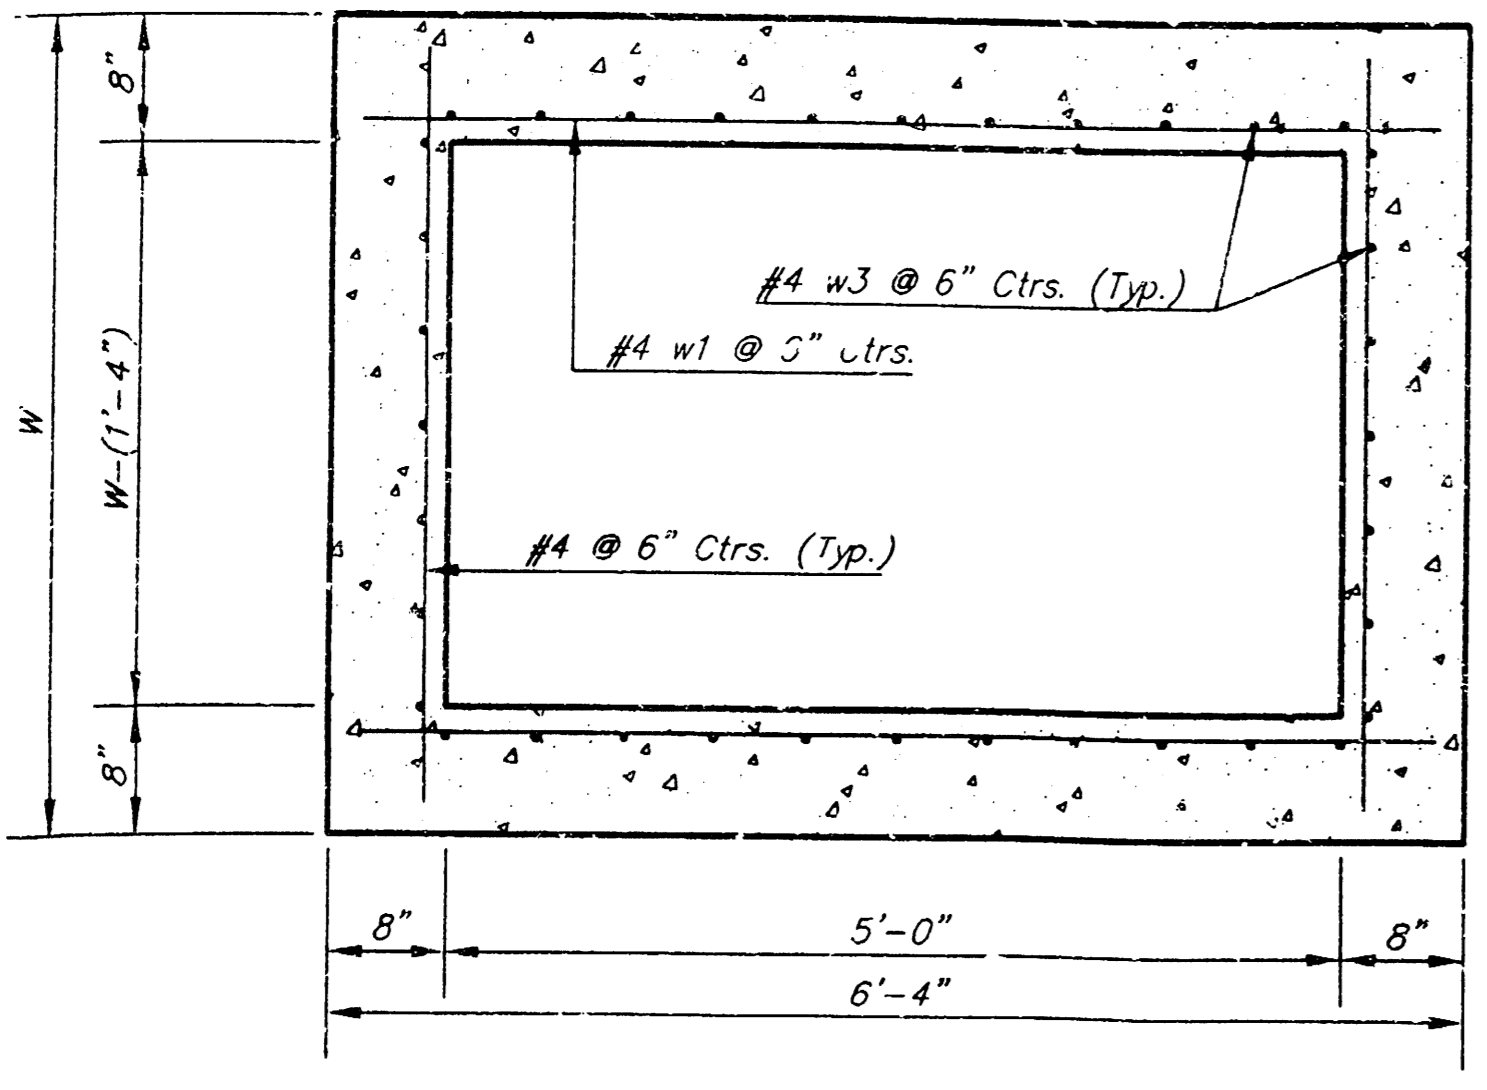 8"
W
W-(1'-4")
8"
#4 w3 @ 6" Ctrs. (Typ.)
#4 w1 @
#4 @ 6" Ctrs. (Typ.)
8"
5'-0"
8"
6'-4"